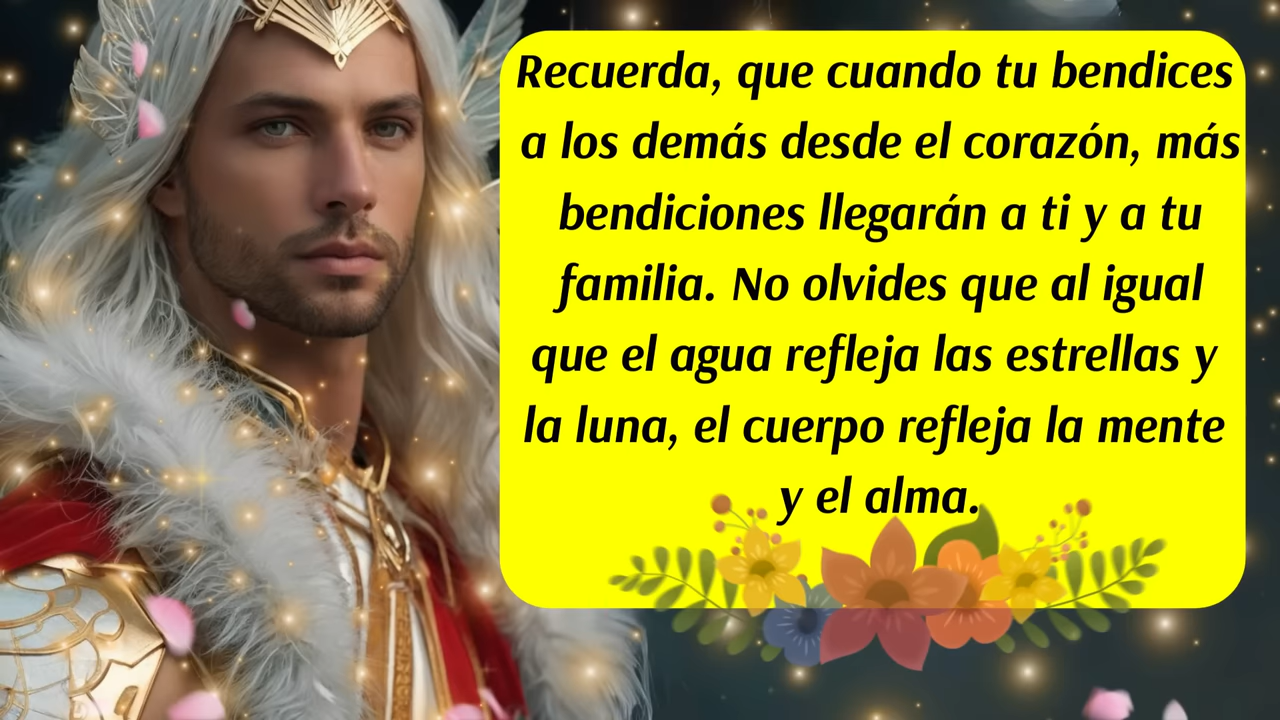 Recuerda, que cuando tu bendices
a los demás desde el corazón, más
bendiciones llegarán a ti y a tu
familia. No olvides que al igual
que el agua refleja las estrellas y
la luna, el cuerpo refleja la mente
y el alma.